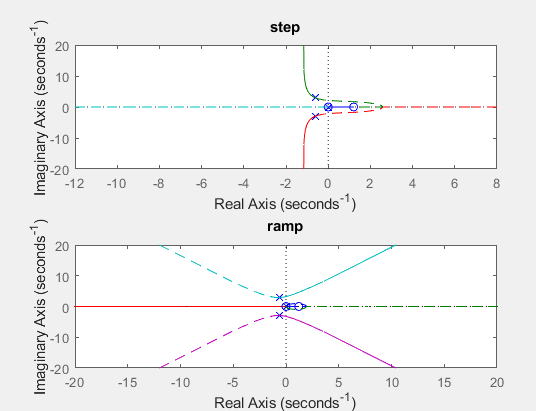 step
Imaginary Axis (seconds⁻¹)
20
10
0
-10
-20
-12 -10 -8 -6 -4 -2 0 2 4 6 8
Real Axis (seconds⁻¹)
ramp
Imaginary Axis (seconds⁻¹)
20
10
0
-10
-20
-20 -15 -10 -5 0 5 10 15 20
Real Axis (seconds⁻¹)